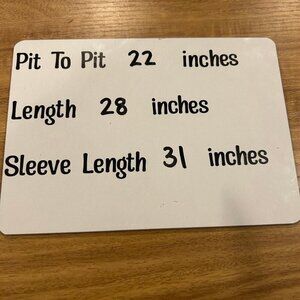 Pit To Pit 22 inches
Length 28 inches
Sleeve Length 31 inches